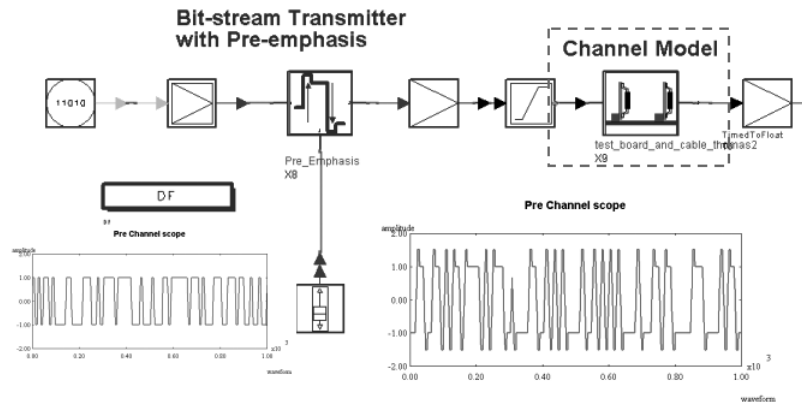 Bit-stream Transmitter
with Pre-emphasis
Channel Model
11010
Pre_Emphasis
X8
test_board_and_cable_thomas2
X9
TimedToFloat
DF
DF
Pre Channel scope
amplitude
2.00
1.00
0.00
-1.00
-2.00
0.00 0.20 0.40 0.60 0.80 1.00
x10 3
waveform
Pre Channel scope
amplitude
2.00
1.00
0.00
-1.00
-2.00
0.00 0.20 0.40 0.60 0.80 1.00
x10 3
waveform